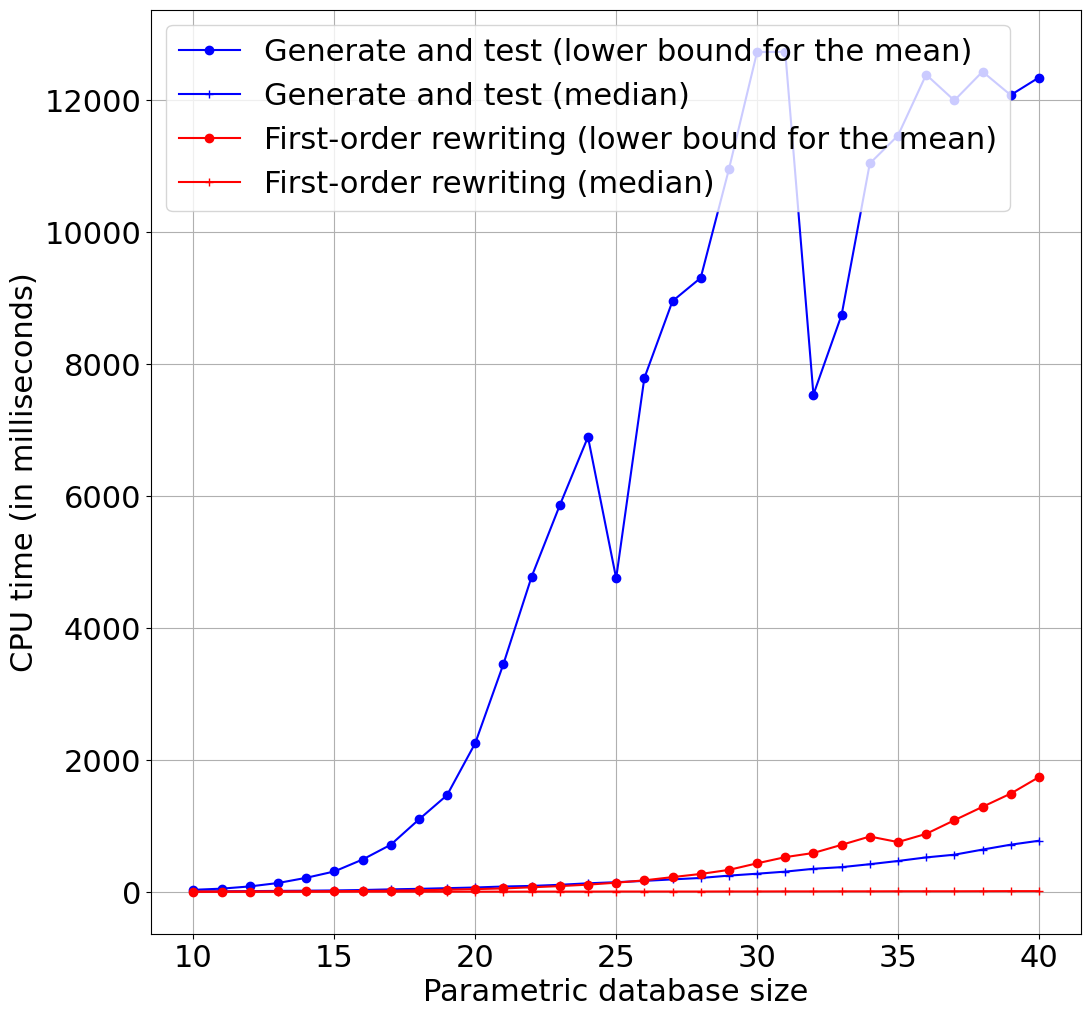 Generate and test (lower bound for the mean)
Generate and test (median)
First-order rewriting (lower bound for the mean)
First-order rewriting (median)
12000
10000
8000
6000
4000
2000
0
CPU time (in milliseconds)
10 15 20 25 30 35 40
Parametric database size